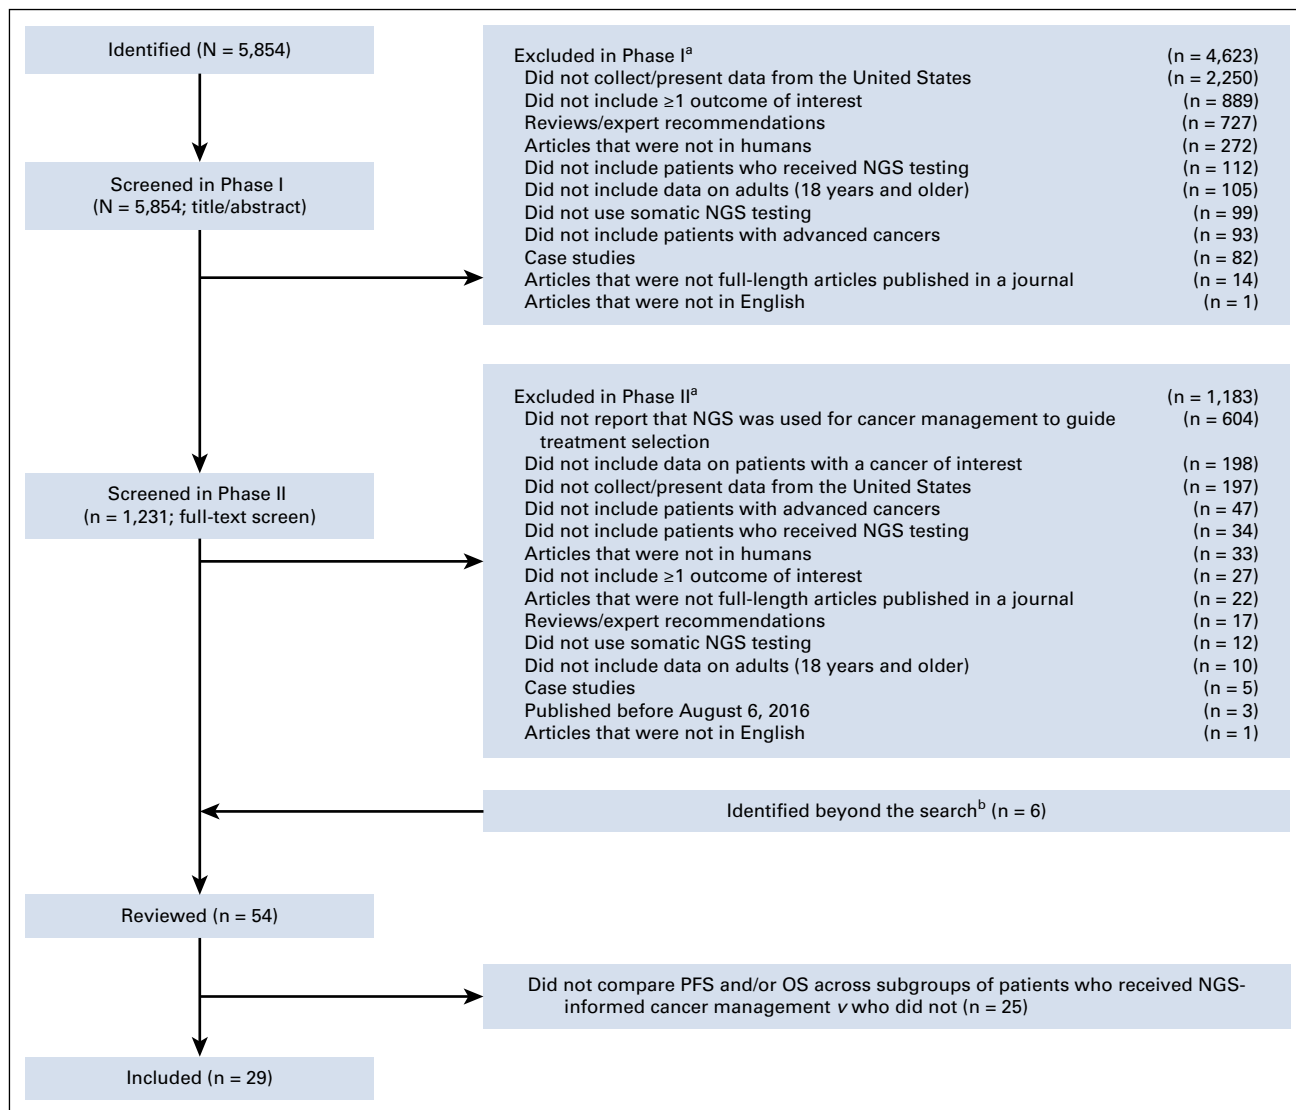 Identified (N = 5,854)
Screened in Phase I
(N = 5,854; title/abstract)
Excluded in Phase Iᵃ (n = 4,623)
Did not collect/present data from the United States (n = 2,250)
Did not include ≥1 outcome of interest (n = 889)
Reviews/expert recommendations (n = 727)
Articles that were not in humans (n = 272)
Did not include patients who received NGS testing (n = 112)
Did not include data on adults (18 years and older) (n = 105)
Did not use somatic NGS testing (n = 99)
Did not include patients with advanced cancers (n = 93)
Case studies (n = 82)
Articles that were not full-length articles published in a journal (n = 14)
Articles that were not in English (n = 1)
Screened in Phase II
(n = 1,231; full-text screen)
Excluded in Phase IIᵃ (n = 1,183)
Did not report that NGS was used for cancer management to guide (n = 604)
treatment selection
Did not include data on patients with a cancer of interest (n = 198)
Did not collect/present data from the United States (n = 197)
Did not include patients with advanced cancers (n = 47)
Did not include patients who received NGS testing (n = 34)
Articles that were not in humans (n = 33)
Did not include ≥1 outcome of interest (n = 27)
Articles that were not full-length articles published in a journal (n = 22)
Reviews/expert recommendations (n = 17)
Did not use somatic NGS testing (n = 12)
Did not include data on adults (18 years and older) (n = 10)
Case studies (n = 5)
Published before August 6, 2016 (n = 3)
Articles that were not in English (n = 1)
Identified beyond the searchᵇ (n = 6)
Reviewed (n = 54)
Did not compare PFS and/or OS across subgroups of patients who received NGS-
informed cancer management v who did not (n = 25)
Included (n = 29)